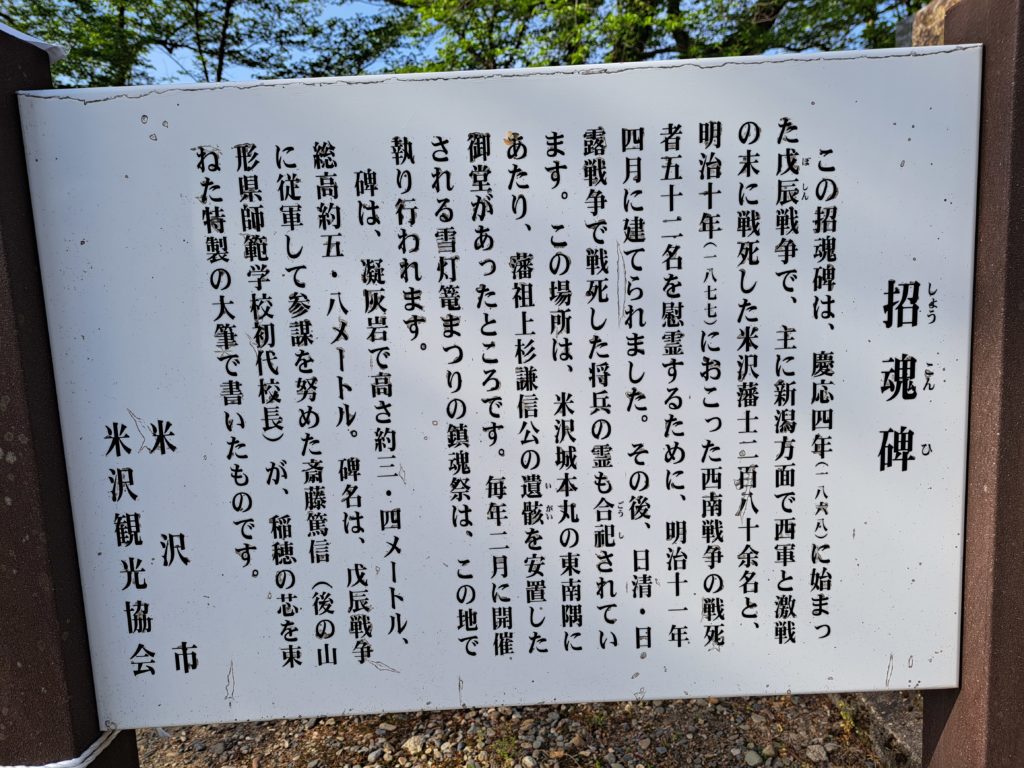 招魂碑
しょう こん ひ
この招魂碑は、慶応四年(一八六八)に始まっ
た戊辰戦争で、主に新潟方面で西軍と激戦
ぼしん
の末に戦死した米沢藩士二百八十余名と、
明治十年(一八七七)におこった西南戦争の戦死
者五十二名を慰霊するために、明治十一年
四月に建てられました。その後、日清・日
露戦争で戦死した将兵の霊も合祀されてい
ごうし
ます。この場所は、米沢城本丸の東南隅に
あたり、藩祖上杉謙信公の遺骸を安置した
いがい
御堂があったところです。毎年二月に開催
される雪灯篭まつりの鎮魂祭は、この地で
執り行われます。
碑は、凝灰岩で高さ約三・四メートル、
総高約五・八メートル。碑名は、戊辰戦争
に従軍して参謀を努めた斎藤篤信(後の山
形県師範学校初代校長)が、稲穂の芯を束
ねた特製の大筆で書いたものです。
米沢市
米沢観光協会